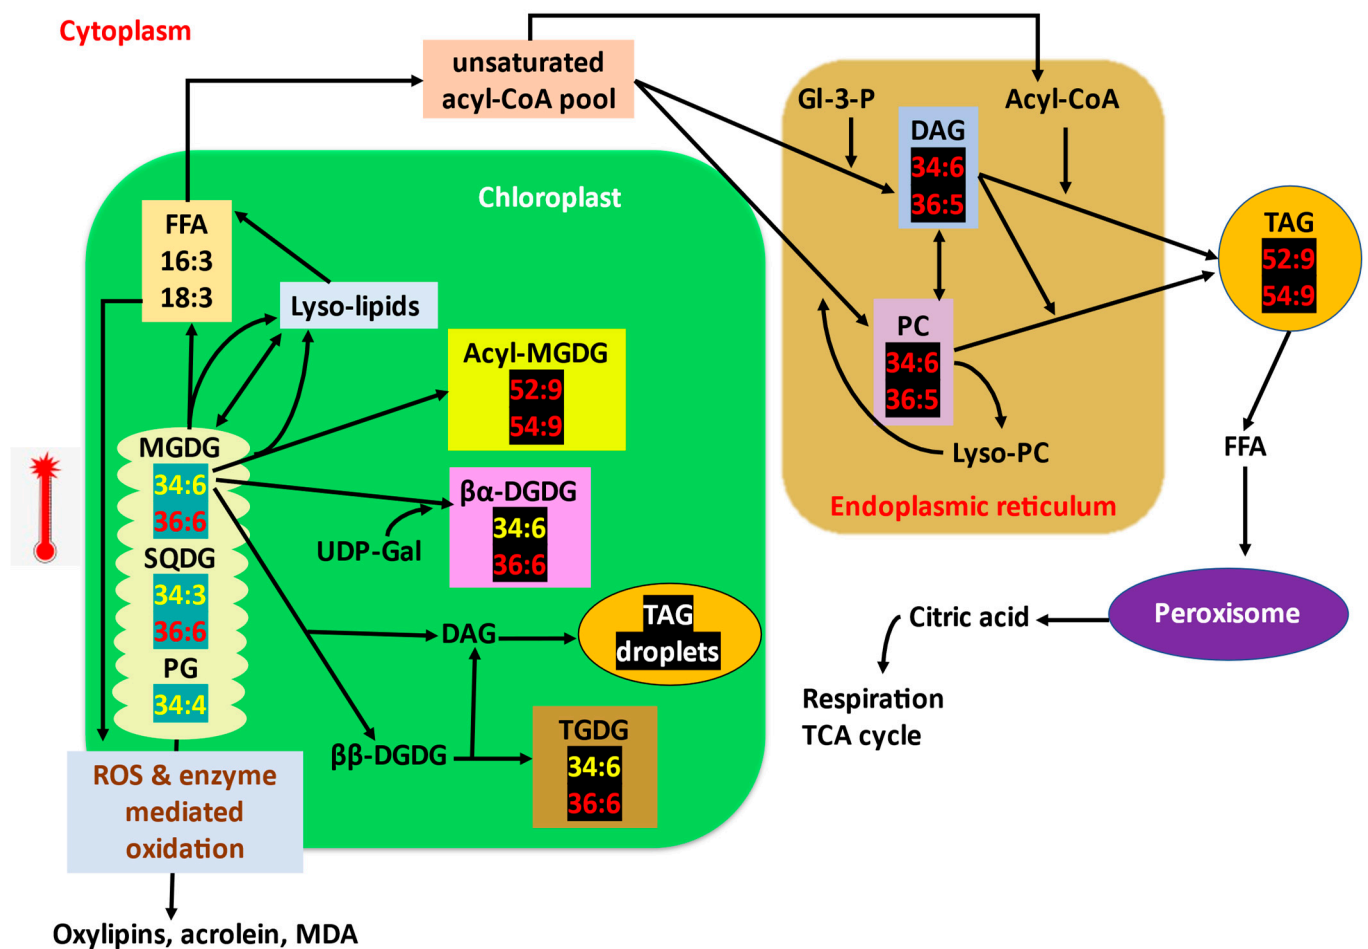 Cytoplasm
unsaturated
acyl-CoA pool
Gl-3-P
Acyl-CoA
DAG
34:6
36:5
Chloroplast
TAG
52:9
54:9
FFA
16:3
18:3
Lyso-lipids
PC
34:6
36:5
Acyl-MGDG
52:9
54:9
Lyso-PC
FFA
Endoplasmic reticulum
MGDG
34:6
36:6
SQDG
34:3
36:6
PG
34:4
βα-DGDG
34:6
36:6
UDP-Gal
DAG
TAG
droplets
Peroxisome
Citric acid
Respiration
TCA cycle
ββ-DGDG
TGDG
34:6
36:6
ROS & enzyme
mediated
oxidation
Oxylipins, acrolein, MDA